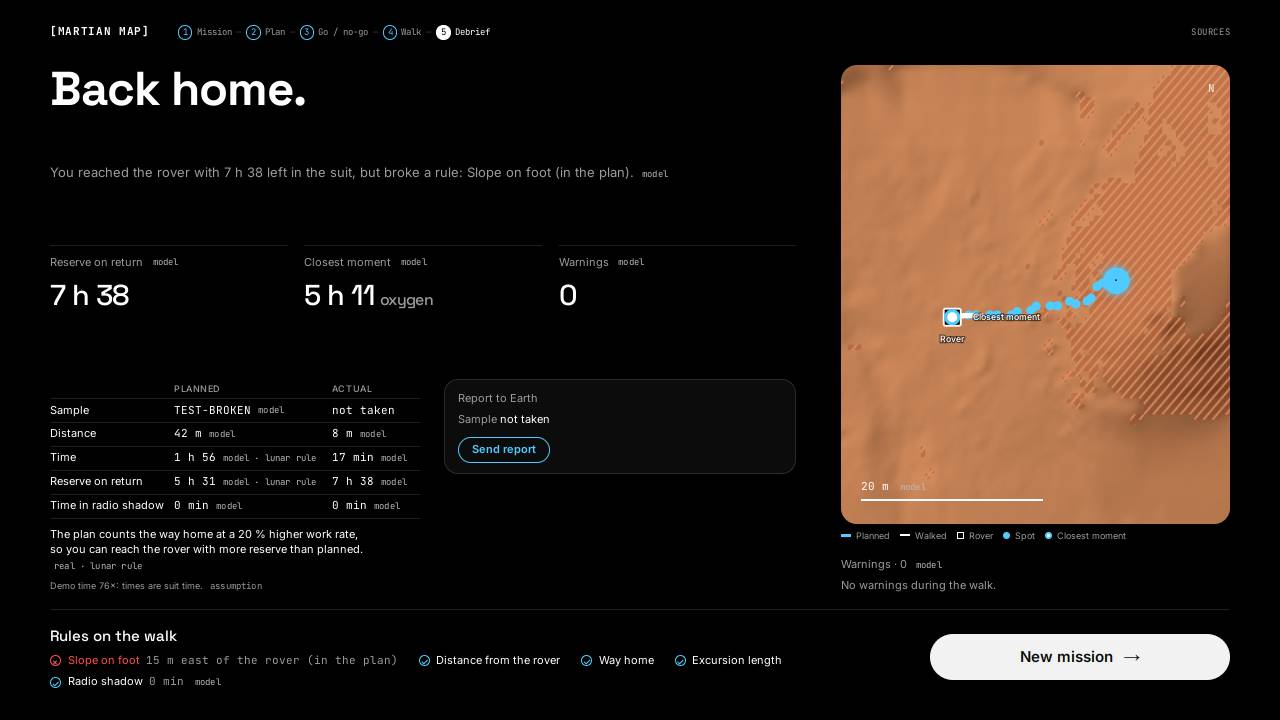 [MARTIAN MAP] 1 Mission 2 Plan 3 Go / no-go 4 Walk 5 Debrief SOURCES
Back home.
You reached the rover with 7 h 38 left in the suit, but broke a rule: Slope on foot (in the plan). model
Reserve on return model
7 h 38
Closest moment model
5 h 11 oxygen
Warnings model
0
PLANNED ACTUAL
Sample TEST-BROKEN model not taken
Distance 42 m model 8 m model
Time 1 h 56 model · lunar rule 17 min model
Reserve on return 5 h 31 model · lunar rule 7 h 38 model
Time in radio shadow 0 min model 0 min model
The plan counts the way home at a 20 % higher work rate,
so you can reach the rover with more reserve than planned.
real · lunar rule
Demo time 76×: times are suit time. assumption
Report to Earth
Sample not taken
Send report
N
Closest moment
Rover
20 m model
Planned Walked Rover Spot Closest moment
Warnings · 0 model
No warnings during the walk.
Rules on the walk
Slope on foot 15 m east of the rover (in the plan) Distance from the rover Way home Excursion length
Radio shadow 0 min model
New mission →